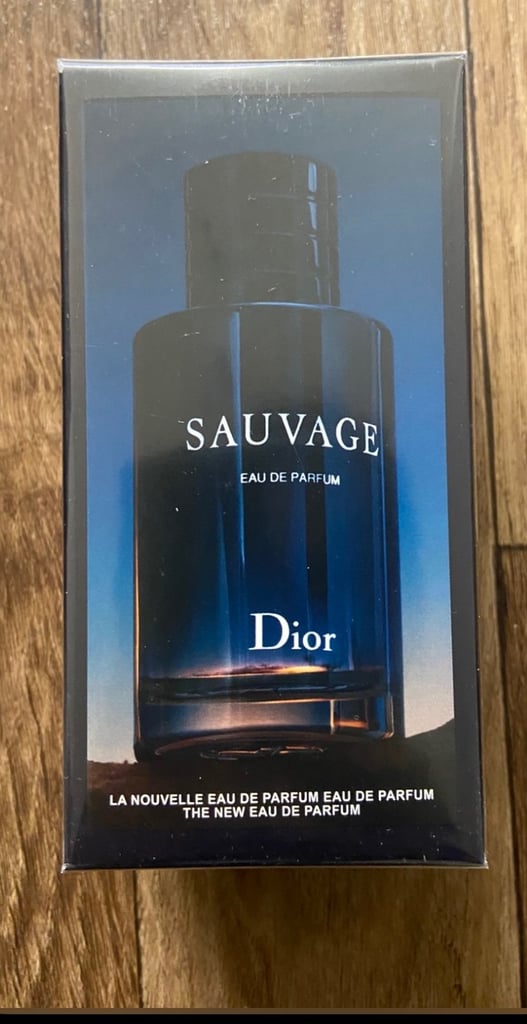 SAUVAGE
EAU DE PARFUM
Dior
LA NOUVELLE EAU DE PARFUM EAU DE PARFUM
THE NEW EAU DE PARFUM